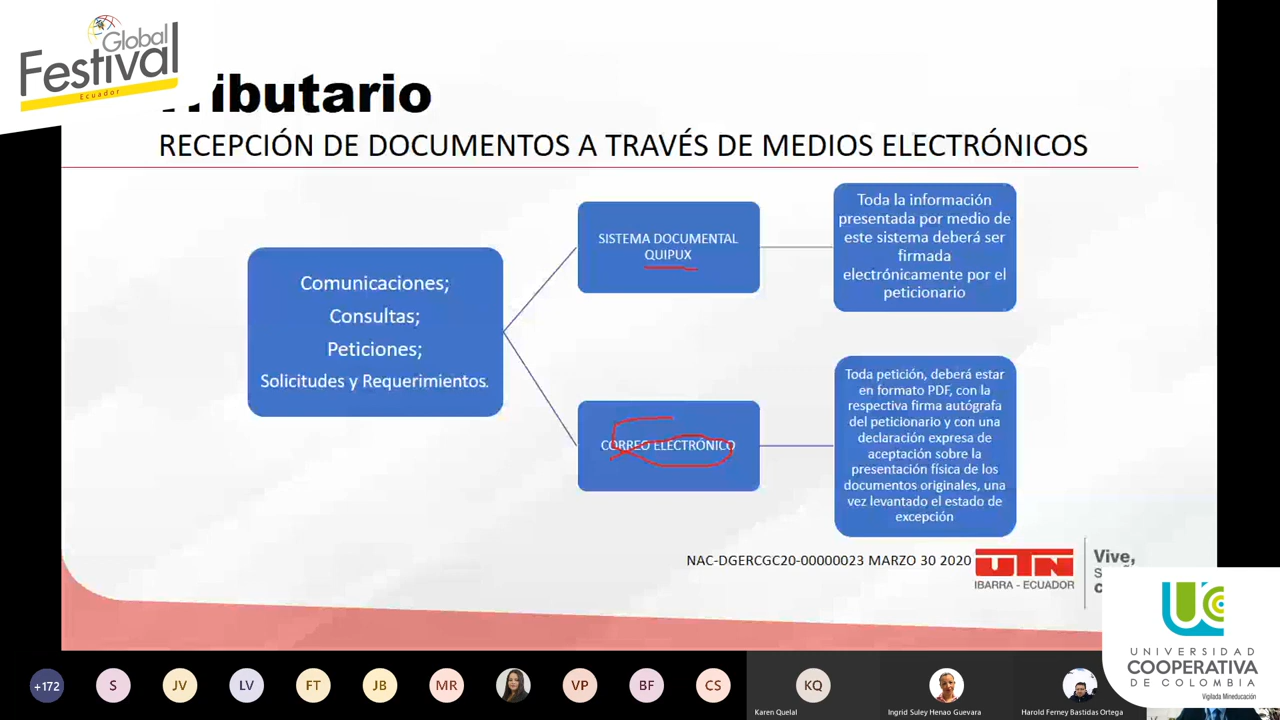 Global
Festival
Ecuador
ributario
RECEPCIÓN DE DOCUMENTOS A TRAVÉS DE MEDIOS ELECTRÓNICOS
Comunicaciones;
Consultas;
Peticiones;
Solicitudes y Requerimientos.
SISTEMA DOCUMENTAL
QUIPUX
Toda la información
presentada por medio de
este sistema deberá ser
firmada
electrónicamente por el
peticionario
CORREO ELECTRÓNICO
Toda petición, deberá estar
en formato PDF, con la
respectiva firma autógrafa
del peticionario y con una
declaración expresa de
aceptación sobre la
presentación física de los
documentos originales, una
vez levantado el estado de
excepción
NAC-DGERCGC20-00000023 MARZO 30 2020
UTN
IBARRA - ECUADOR
Vive,
UNIVERSIDAD
COOPERATIVA
DE COLOMBIA
Vigilada Mineducación
+172
S
JV
LV
FT
JB
MR
VP
BF
CS
KQ
Karen Quelal
Ingrid Suley Henao Guevara
Harold Ferney Bastidas Ortega